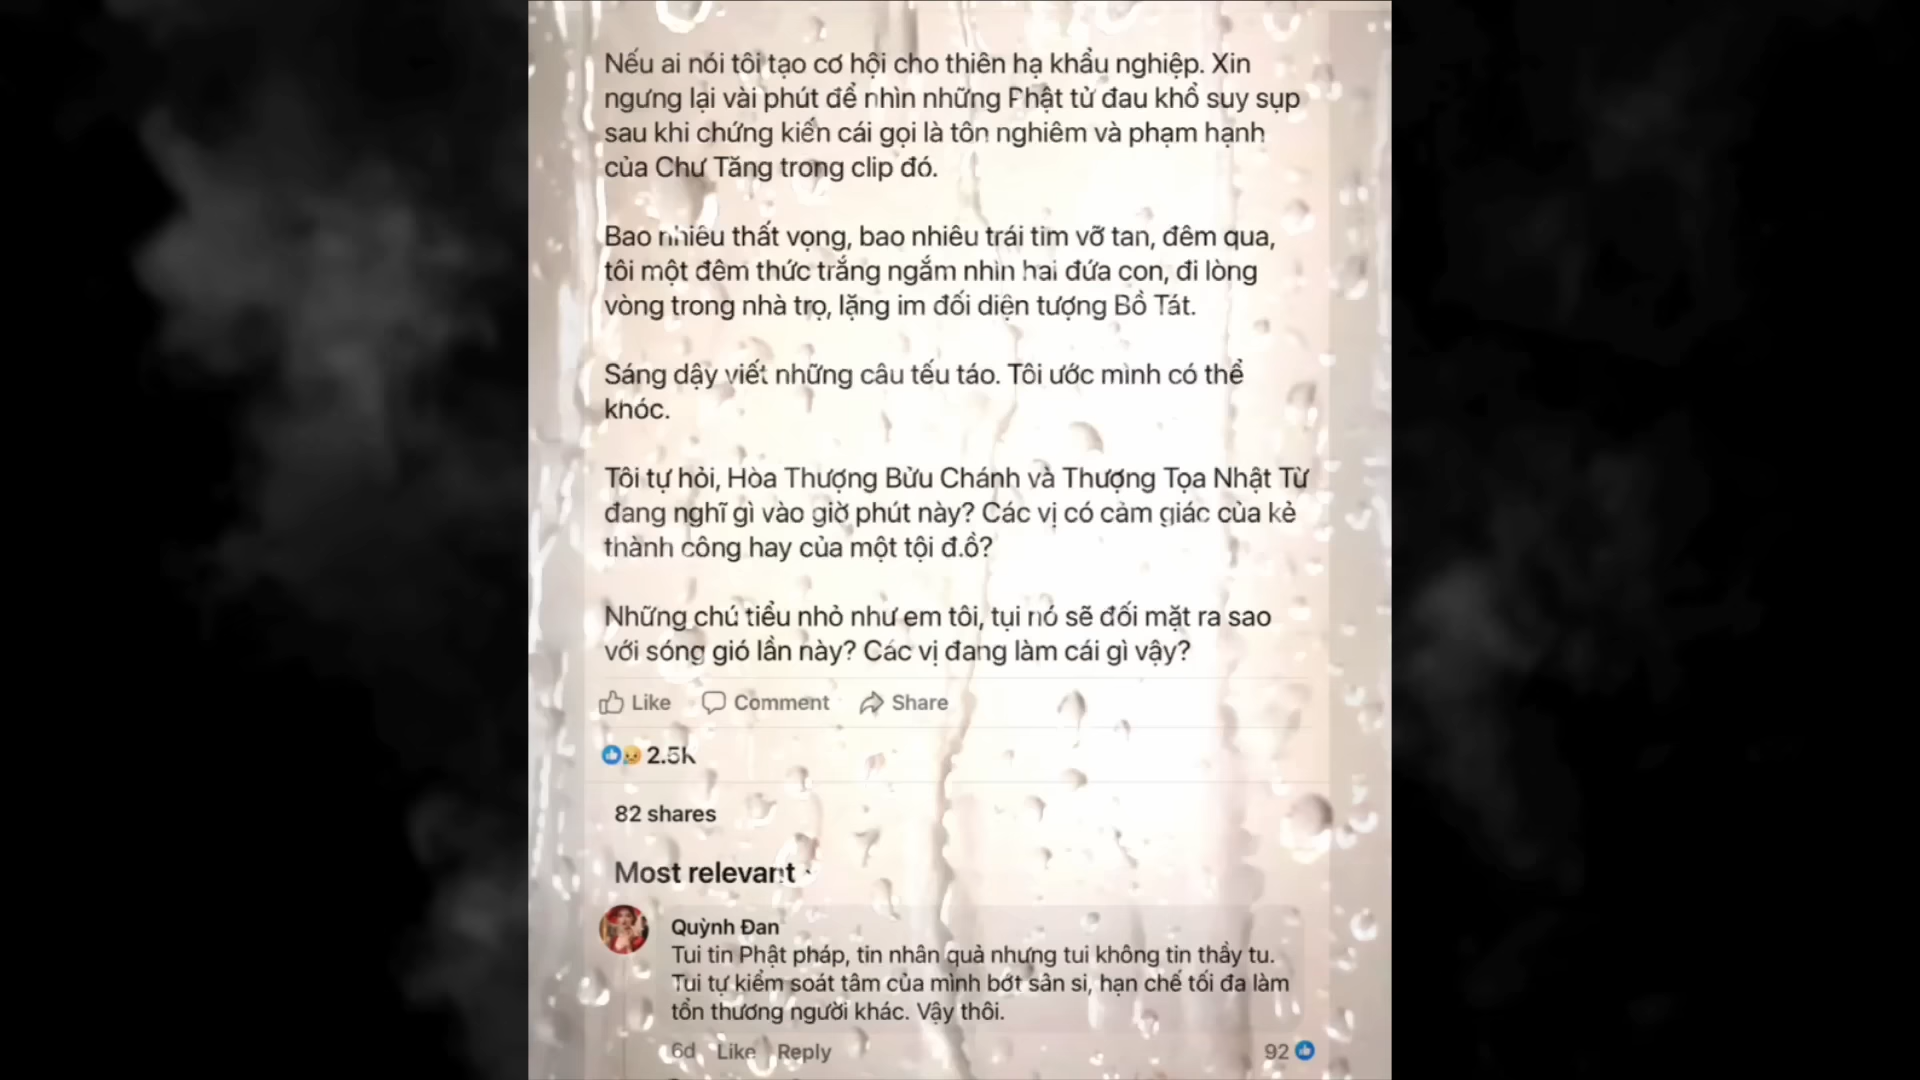 Nếu ai nói tôi tạo cơ hội cho thiên hạ khẩu nghiệp. Xin
ngưng lại vài phút để nhìn những Phật tử đau khổ suy sụp
sau khi chứng kiến cái gọi là tôn nghiêm và phạm hạnh
của Chư Tăng trong clip đó.
Bao nhiêu thất vọng, bao nhiêu trái tim vỡ tan, đêm qua,
tôi một đêm thức trắng ngắm nhìn hai đứa con, đi lòng
vòng trong nhà trọ, lặng im đối diện tượng Bồ Tát.
Sáng dậy viết những câu tếu táo. Tôi ước mình có thể
khóc.
Tôi tự hỏi, Hòa Thượng Bửu Chánh và Thượng Tọa Nhật Từ
đang nghĩ gì vào giờ phút này? Các vị có cảm giác của kẻ
thành công hay của một tội đ.ồ?
Những chú tiểu nhỏ như em tôi, tụi nó sẽ đối mặt ra sao
với sóng gió lần này? Các vị đang làm cái gì vậy?
Like Comment Share
2.5K
82 shares
Most relevant
Quỳnh Đan
Tui tin Phật pháp, tin nhân quả nhưng tui không tin thầy tu.
Tui tự kiểm soát tâm của mình bớt sân si, hạn chế tối đa làm
tổn thương người khác. Vậy thôi.
6d Like Reply 92